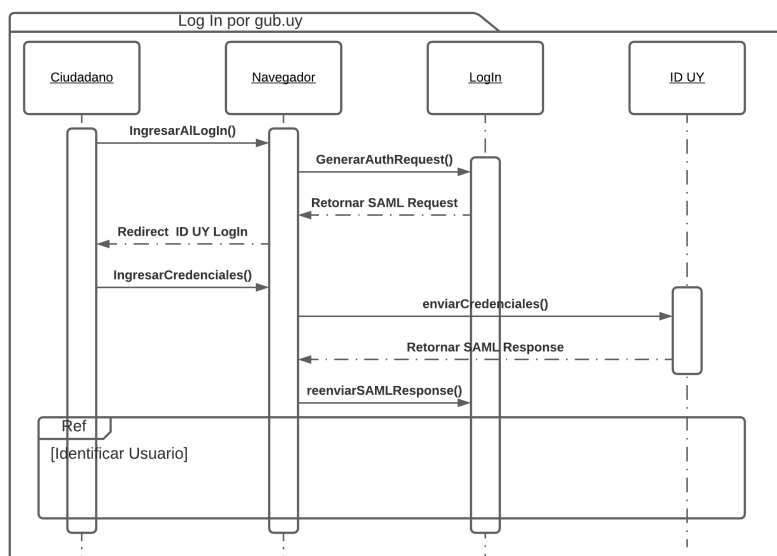 Log In por gub.uy
Ciudadano
Navegador
LogIn
ID UY
IngresarAlLogIn()
GenerarAuthRequest()
Retornar SAML Request
Redirect ID UY LogIn
IngresarCredenciales()
enviarCredenciales()
Retornar SAML Response
reenviarSAMLResponse()
Ref
[Identificar Usuario]